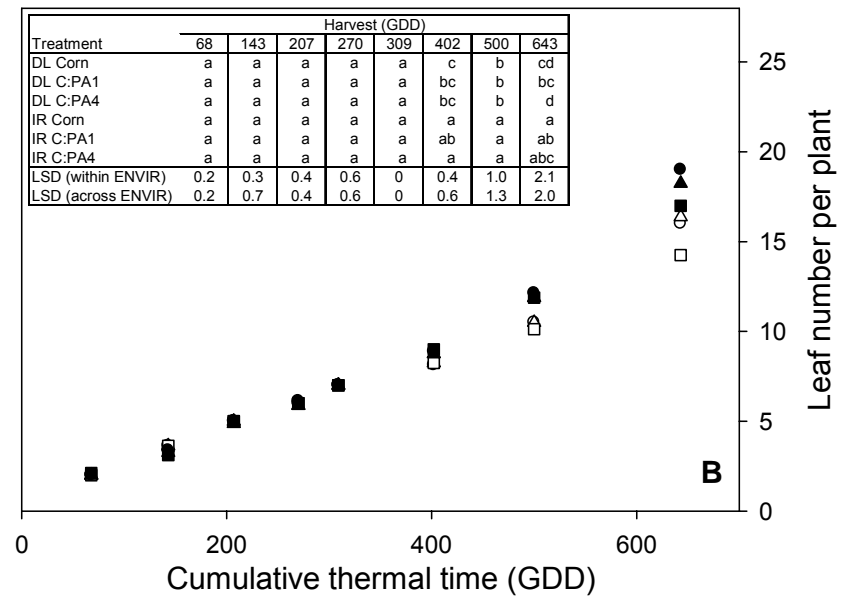 Harvest (GDD)
Treatment 68 143 207 270 309 402 500 643
DL Corn a a a a a c b cd
DL C:PA1 a a a a a bc b bc
DL C:PA4 a a a a a bc b d
IR Corn a a a a a a a a
IR C:PA1 a a a a a ab a ab
IR C:PA4 a a a a a a a abc
LSD (within ENVIR) 0.2 0.3 0.4 0.6 0 0.4 1.0 2.1
LSD (across ENVIR) 0.2 0.7 0.4 0.6 0 0.6 1.3 2.0
25
20
15
10
5
0
Leaf number per plant
B
0 200 400 600
Cumulative thermal time (GDD)